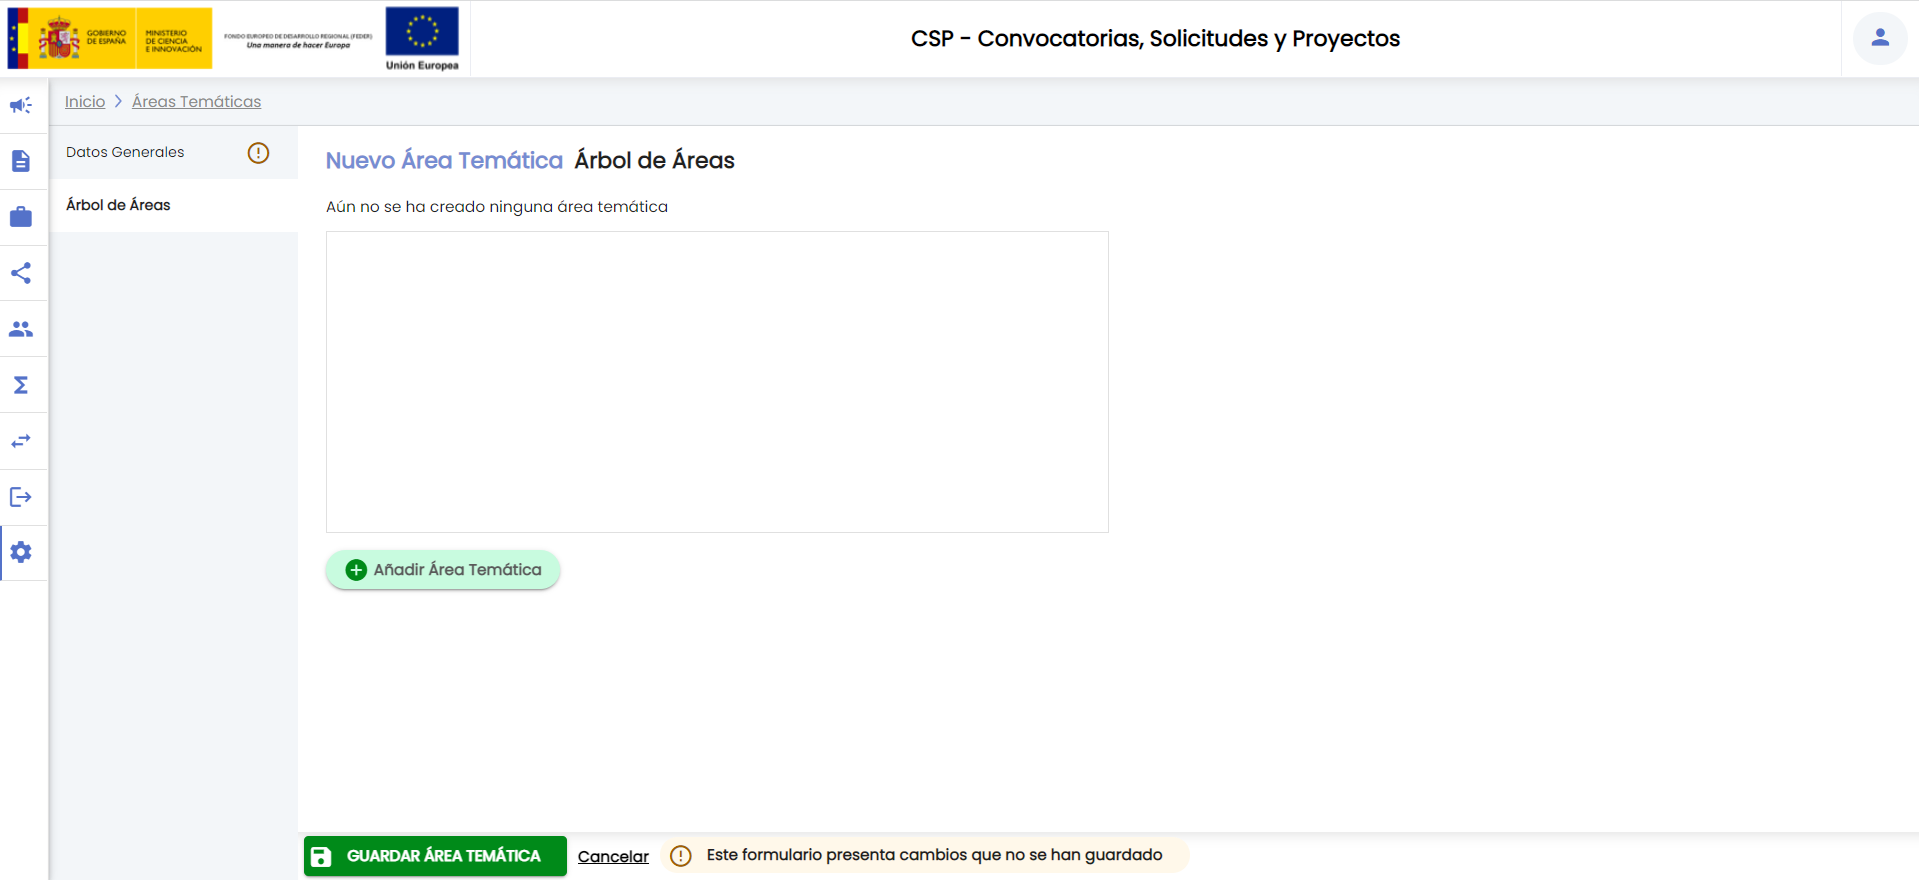 GOBIERNO
DE ESPAÑA
MINISTERIO
DE CIENCIA
E INNOVACIÓN
FONDO EUROPEO DE DESARROLLO REGIONAL (FEDER)
Una manera de hacer Europa
Unión Europea
CSP - Convocatorias, Solicitudes y Proyectos
Inicio > Áreas Temáticas
Datos Generales
Árbol de Áreas
Nuevo Área Temática Árbol de Áreas
Aún no se ha creado ninguna área temática
Añadir Área Temática
GUARDAR ÁREA TEMÁTICA
Cancelar
Este formulario presenta cambios que no se han guardado